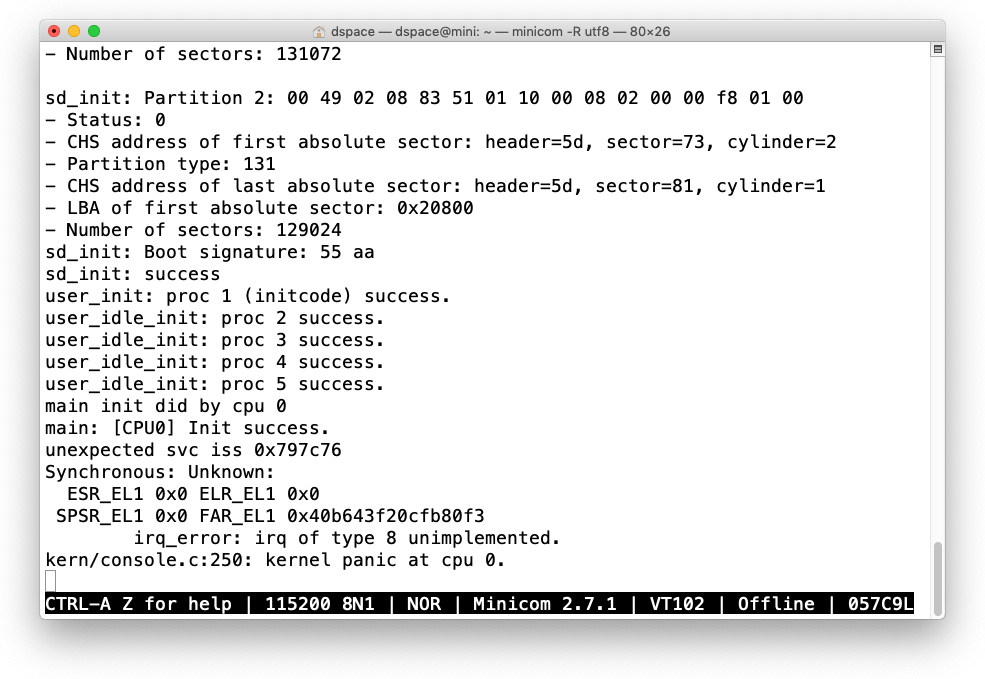 dspace — dspace@mini: ~ — minicom -R utf8 — 80×26
- Number of sectors: 131072
sd_init: Partition 2: 00 49 02 08 83 51 01 10 00 08 02 00 00 f8 01 00
- Status: 0
- CHS address of first absolute sector: header=5d, sector=73, cylinder=2
- Partition type: 131
- CHS address of last absolute sector: header=5d, sector=81, cylinder=1
- LBA of first absolute sector: 0x20800
- Number of sectors: 129024
sd_init: Boot signature: 55 aa
sd_init: success
user_init: proc 1 (initcode) success.
user_idle_init: proc 2 success.
user_idle_init: proc 3 success.
user_idle_init: proc 4 success.
user_idle_init: proc 5 success.
main init did by cpu 0
main: [CPU0] Init success.
unexpected svc iss 0x797c76
Synchronous: Unknown:
  ESR_EL1 0x0 ELR_EL1 0x0
 SPSR_EL1 0x0 FAR_EL1 0x40b643f20cfb80f3
        irq_error: irq of type 8 unimplemented.
kern/console.c:250: kernel panic at cpu 0.
CTRL-A Z for help | 115200 8N1 | NOR | Minicom 2.7.1 | VT102 | Offline | 057C9L